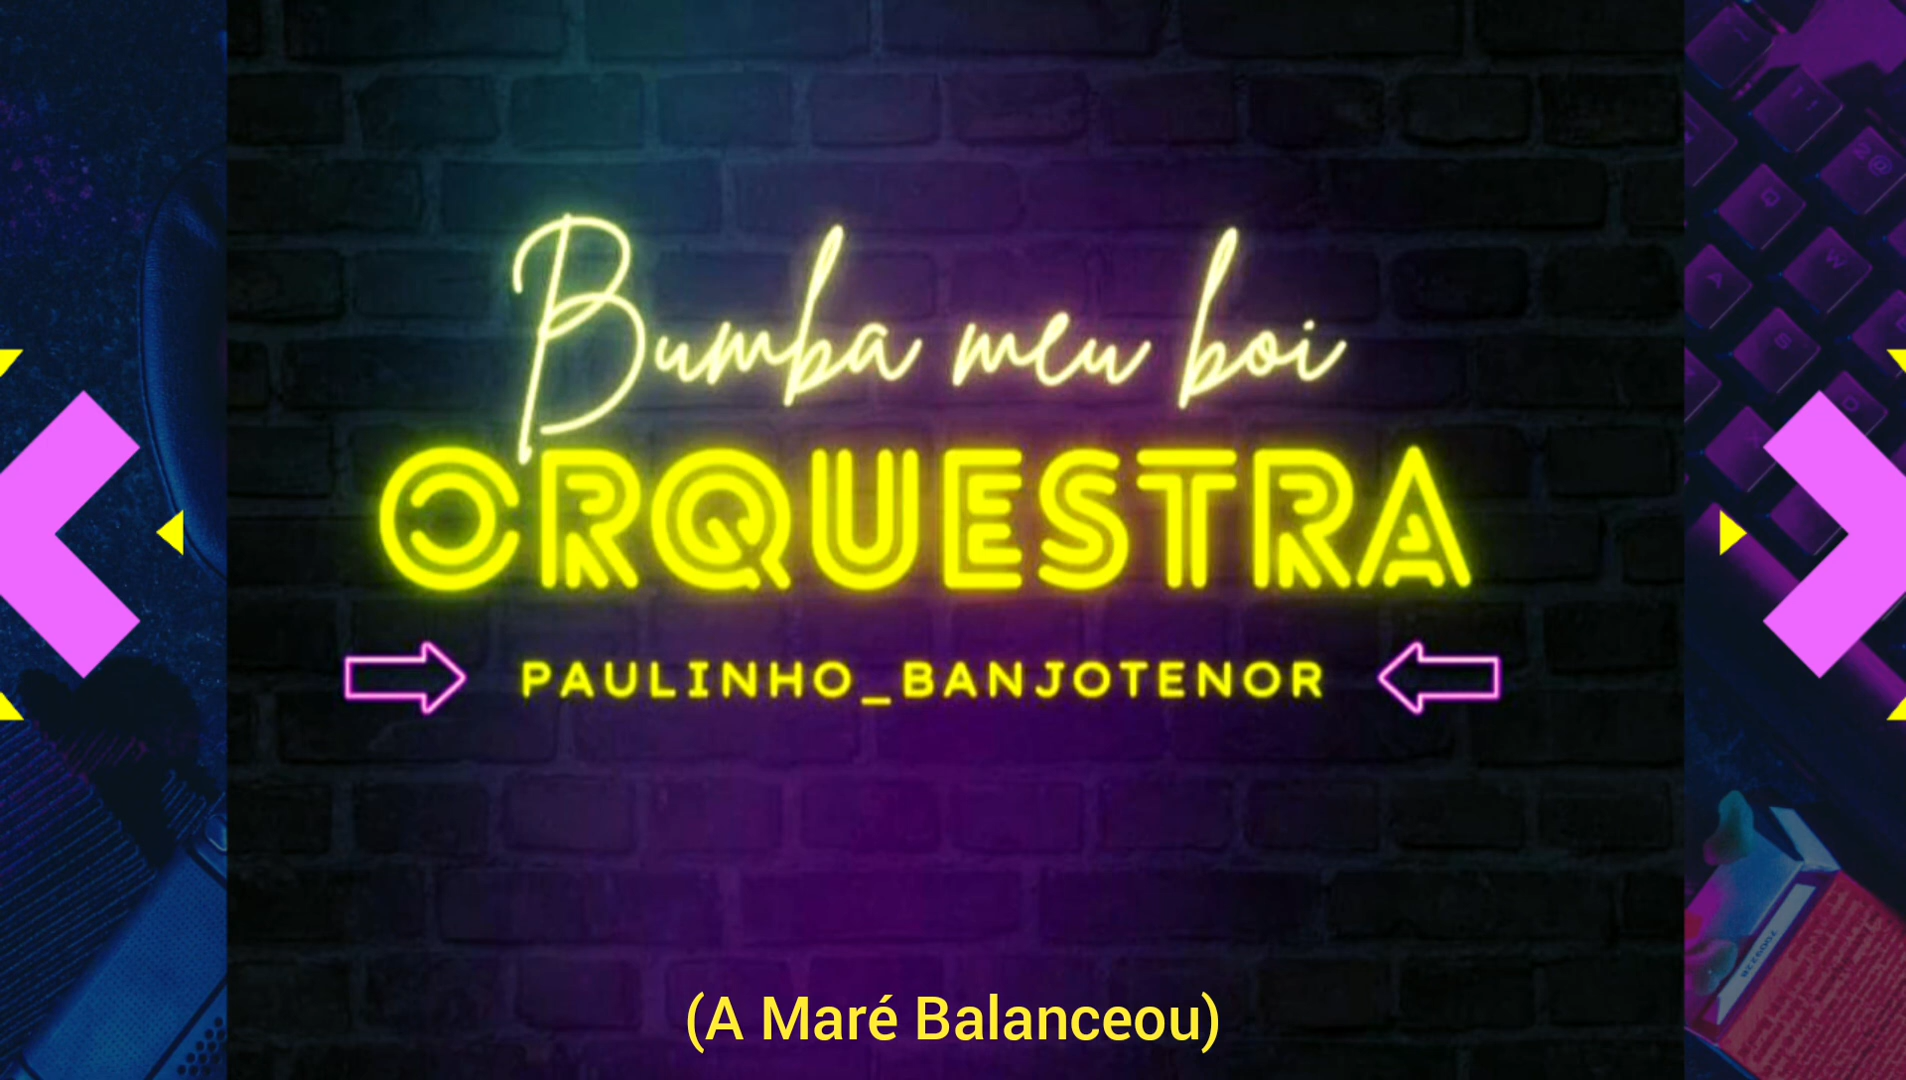 Bumba meu boi
ORQUESTRA
PAULINHO_BANJOTENOR
(A Maré Balanceou)